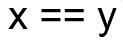 x == y